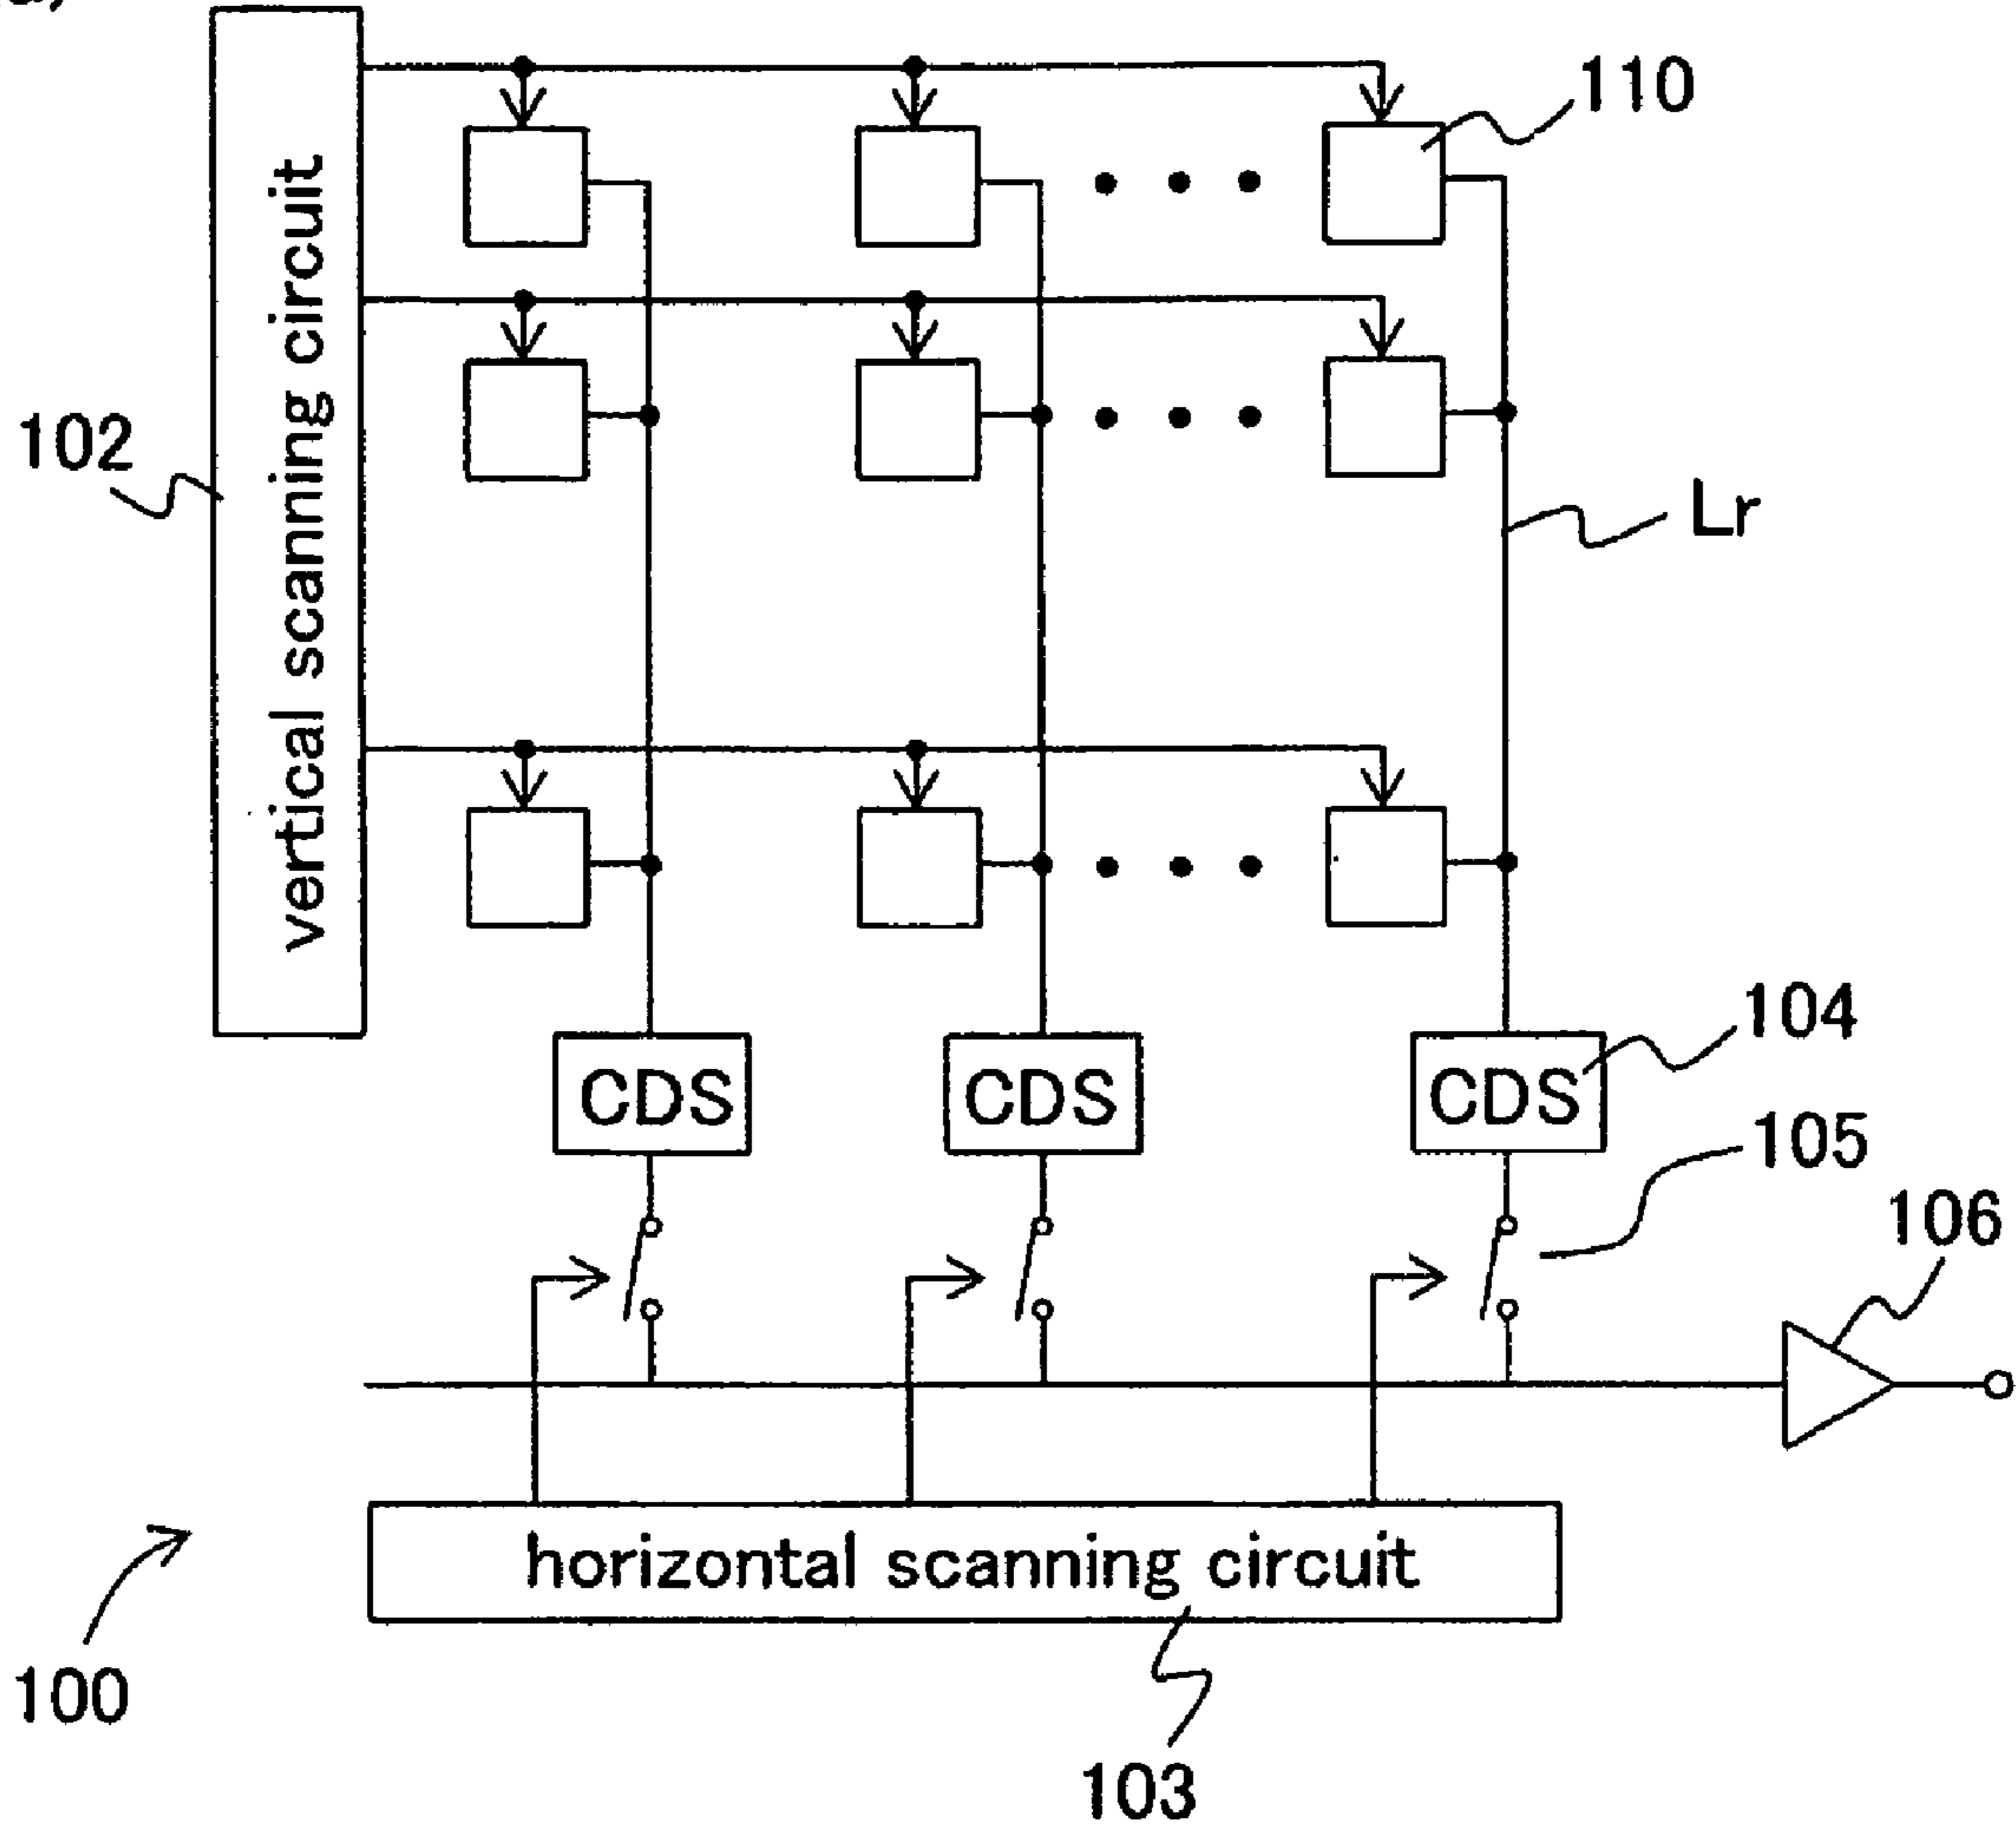 110
vertical scanning circuit
102
Lr
104
CDS
CDS
CDS
105
106
horizontal scanning circuit
100
103